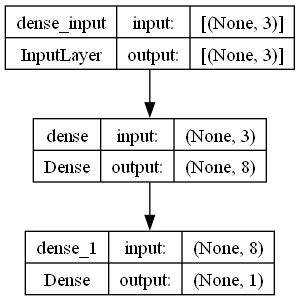 dense_input input: [(None, 3)]
InputLayer output: [(None, 3)]
dense input: (None, 3)
Dense output: (None, 8)
dense_1 input: (None, 8)
Dense output: (None, 1)